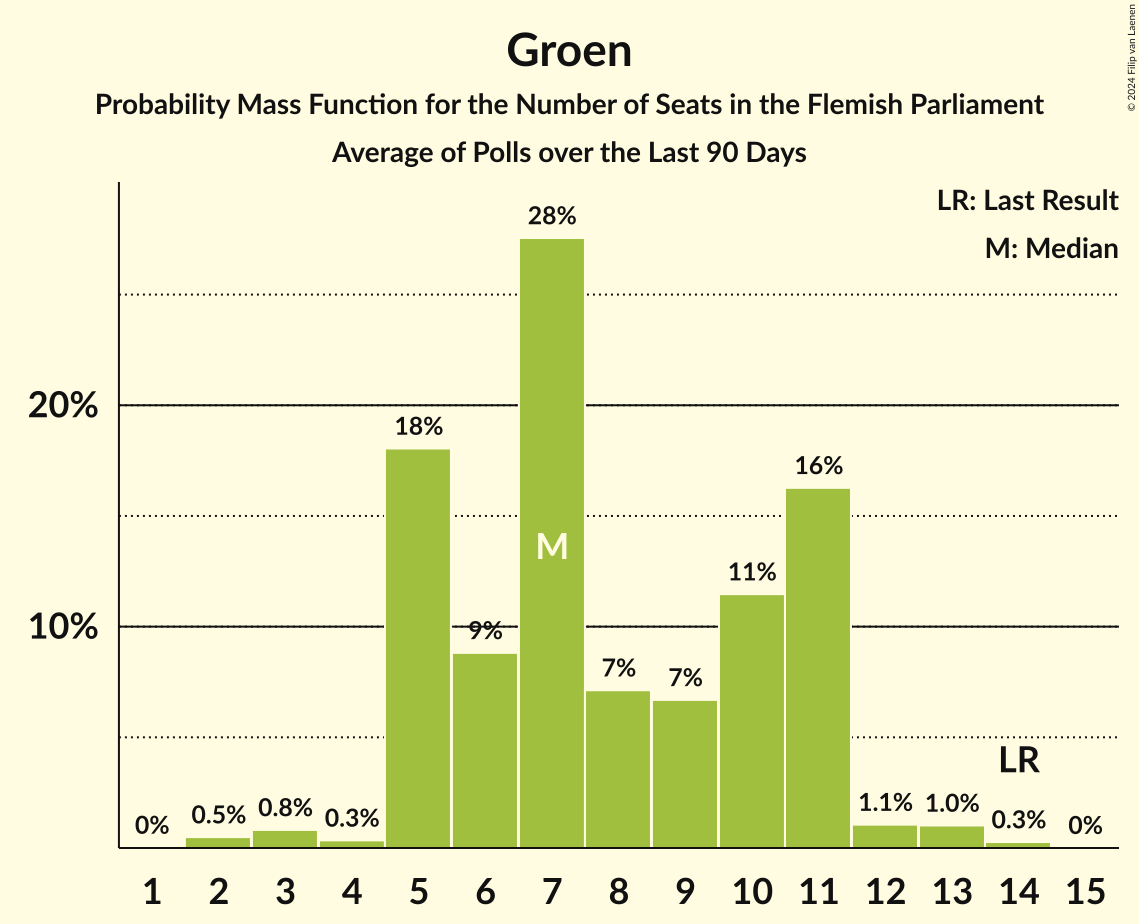 © 2024 Filip van Laenen
Groen
Probability Mass Function for the Number of Seats in the Flemish Parliament
Average of Polls over the Last 90 Days
LR: Last Result
M: Median
28%
20%
18%
16%
M
11%
10%
9%
7%
7%
LR
0% 0.5% 0.8% 0.3% 1.1% 1.0% 0.3% 0%
1 2 3 4 5 6 7 8 9 10 11 12 13 14 15